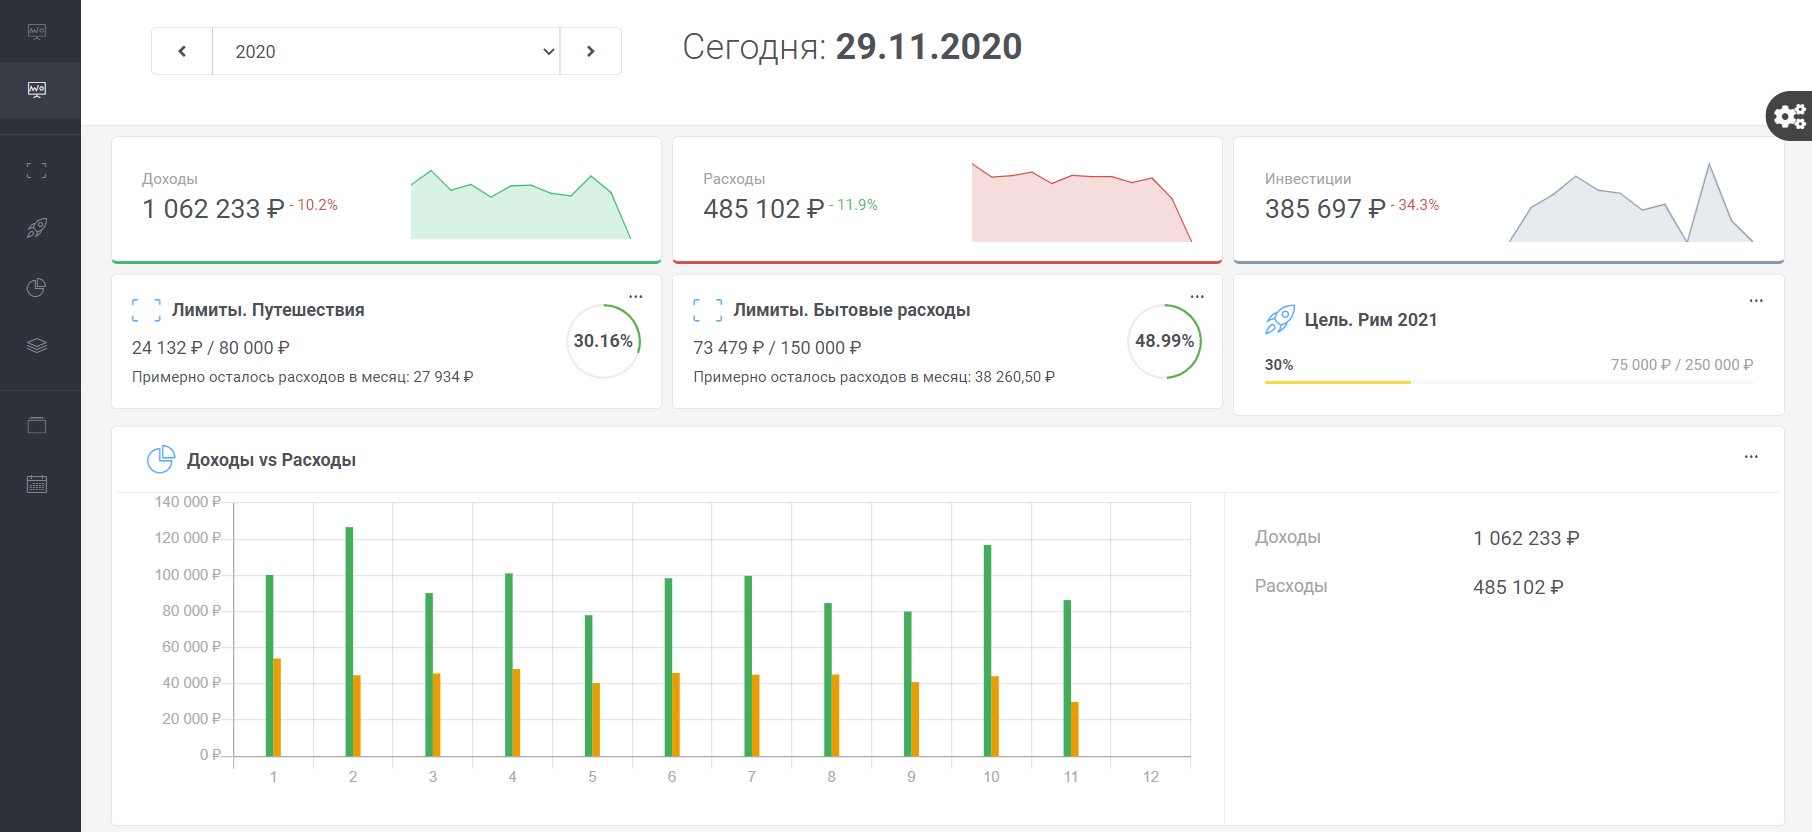 2020
Сегодня: 29.11.2020
Доходы
1 062 233 ₽ - 10.2%
Расходы
485 102 ₽ - 11.9%
Инвестиции
385 697 ₽ - 34.3%
Лимиты. Путешествия
24 132 ₽ / 80 000 ₽
Примерно осталось расходов в месяц: 27 934 ₽
30.16%
Лимиты. Бытовые расходы
73 479 ₽ / 150 000 ₽
Примерно осталось расходов в месяц: 38 260,50 ₽
48.99%
Цель. Рим 2021
30% 75 000 ₽ / 250 000 ₽
Доходы vs Расходы
140 000 ₽
120 000 ₽
100 000 ₽
80 000 ₽
60 000 ₽
40 000 ₽
20 000 ₽
0 ₽
1 2 3 4 5 6 7 8 9 10 11 12
Доходы 1 062 233 ₽
Расходы 485 102 ₽